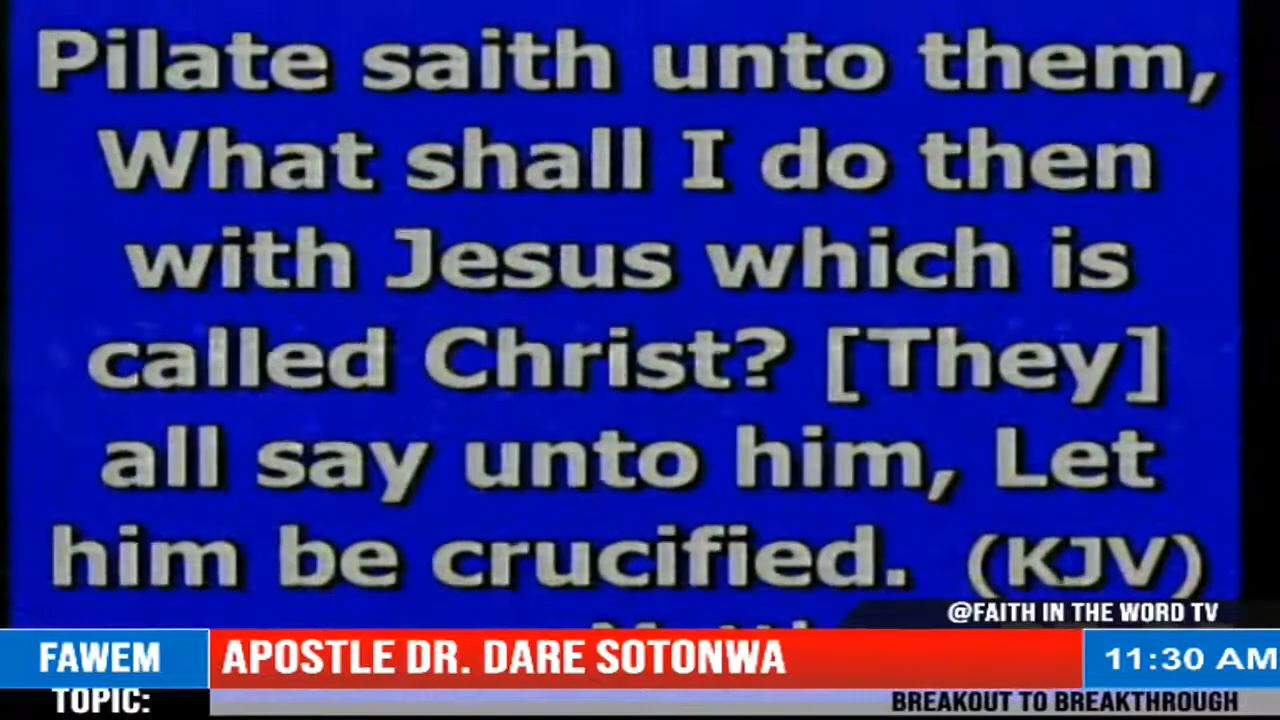 Pilate saith unto them,
What shall I do then
with Jesus which is
called Christ? [They]
all say unto him, Let
him be crucified. (KJV)
@FAITH IN THE WORD TV
FAWEM
APOSTLE DR. DARE SOTONWA
11:30 AM
TOPIC:
BREAKOUT TO BREAKTHROUGH